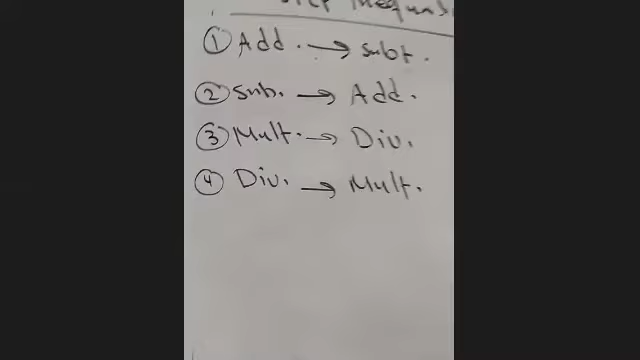 ① Add. → Subt.
② Sub. → Add.
③ Mult. → Div.
④ Div. → Mult.